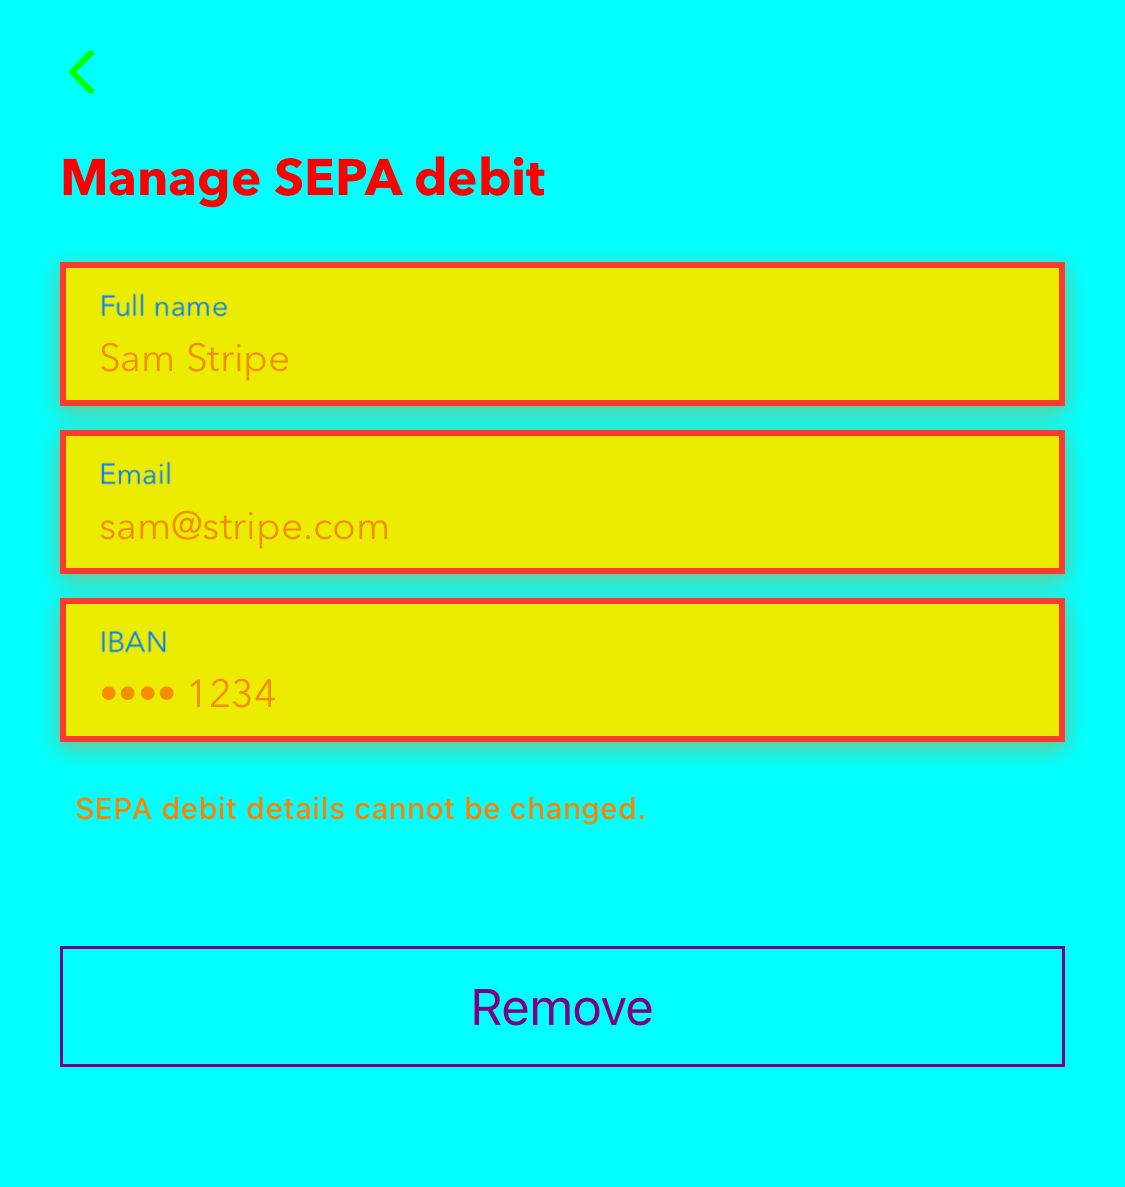 Manage SEPA debit
Full name
Sam Stripe
Email
sam@stripe.com
IBAN
•••• 1234
SEPA debit details cannot be changed.
Remove